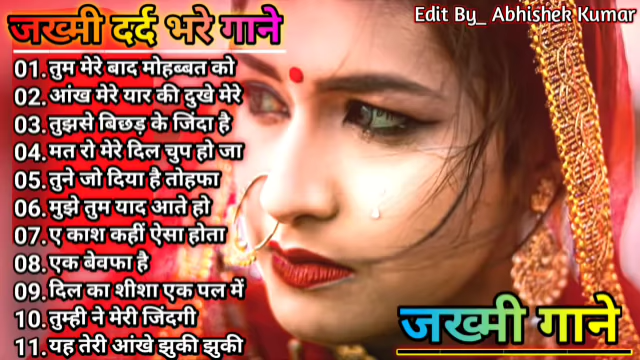 जख्मी दर्द भरे गाने
Edit By_ Abhishek Kumar
01. तुम मेरे बाद मोहब्बत को
02. आंख मेरे यार की दुखे मेरे
03. तुझसे बिछड़ के जिंदा है
04. मत रो मेरे दिल चुप हो जा
05. तुने जो दिया है तोहफा
06. मुझे तुम याद आते हो
07. ए काश कहीं ऐसा होता
08. एक बेवफा है
09. दिल का शीशा एक पल में
10. तुम्ही ने मेरी जिंदगी
11. यह तेरी आंखे झुकी झुकी
जख्मी गाने